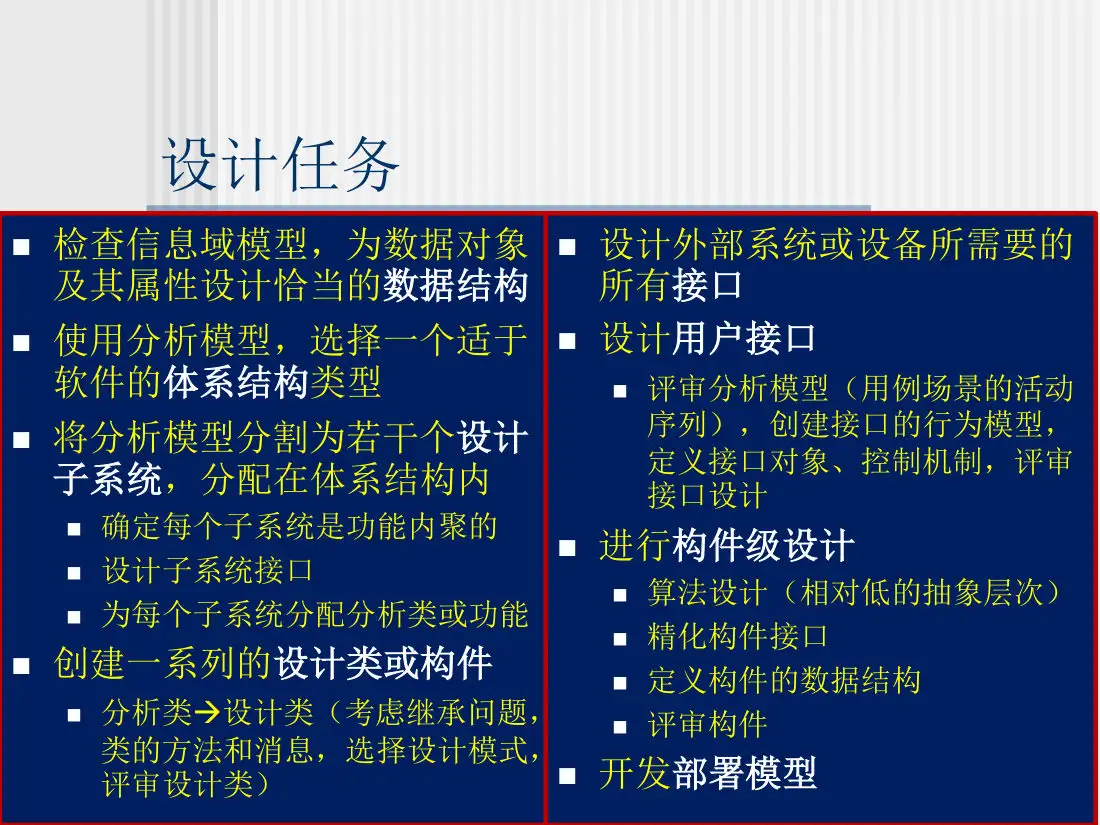 设计任务
检查信息域模型，为数据对象
及其属性设计恰当的数据结构
使用分析模型，选择一个适于
软件的体系结构类型
将分析模型分割为若干个设计
子系统，分配在体系结构内
确定每个子系统是功能内聚的
设计子系统接口
为每个子系统分配分析类或功能
创建一系列的设计类或构件
分析类→设计类（考虑继承问题，
类的方法和消息，选择设计模式，
评审设计类）
设计外部系统或设备所需要的
所有接口
设计用户接口
评审分析模型（用例场景的活动
序列），创建接口的行为模型，
定义接口对象、控制机制，评审
接口设计
进行构件级设计
算法设计（相对低的抽象层次）
精化构件接口
定义构件的数据结构
评审构件
开发部署模型